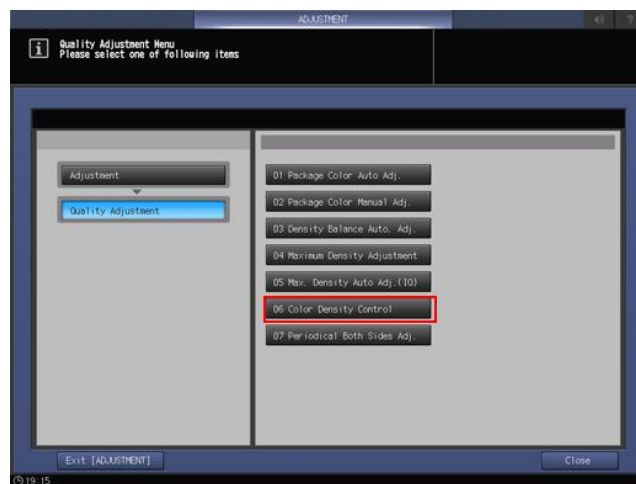 ADJUSTMENT
?
i
Quality Adjustment Menu
Please select one of following items
Adjustment
Quality Adjustment
01 Package Color Auto Adj.
02 Package Color Manual Adj.
03 Density Balance Auto. Adj.
04 Maximum Density Adjustment
05 Max. Density Auto Adj.(IQ)
06 Color Density Control
07 Periodical Both Sides Adj.
Exit [ADJUSTMENT]
Close
19:15